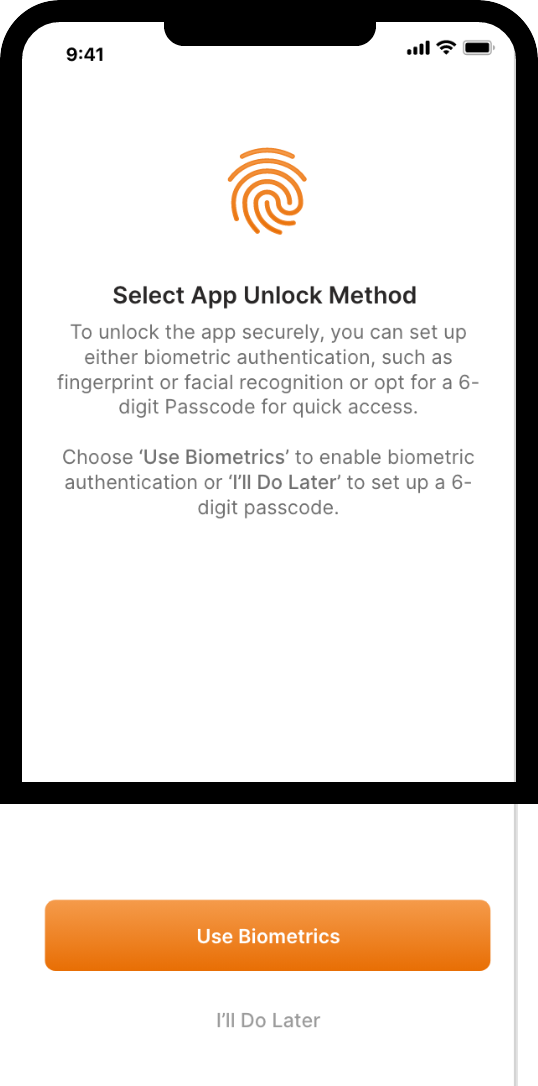 9:41
Select App Unlock Method
To unlock the app securely, you can set up
either biometric authentication, such as
fingerprint or facial recognition or opt for a 6-
digit Passcode for quick access.
Choose ‘Use Biometrics’ to enable biometric
authentication or ‘I’ll Do Later’ to set up a 6-
digit passcode.
Use Biometrics
I’ll Do Later